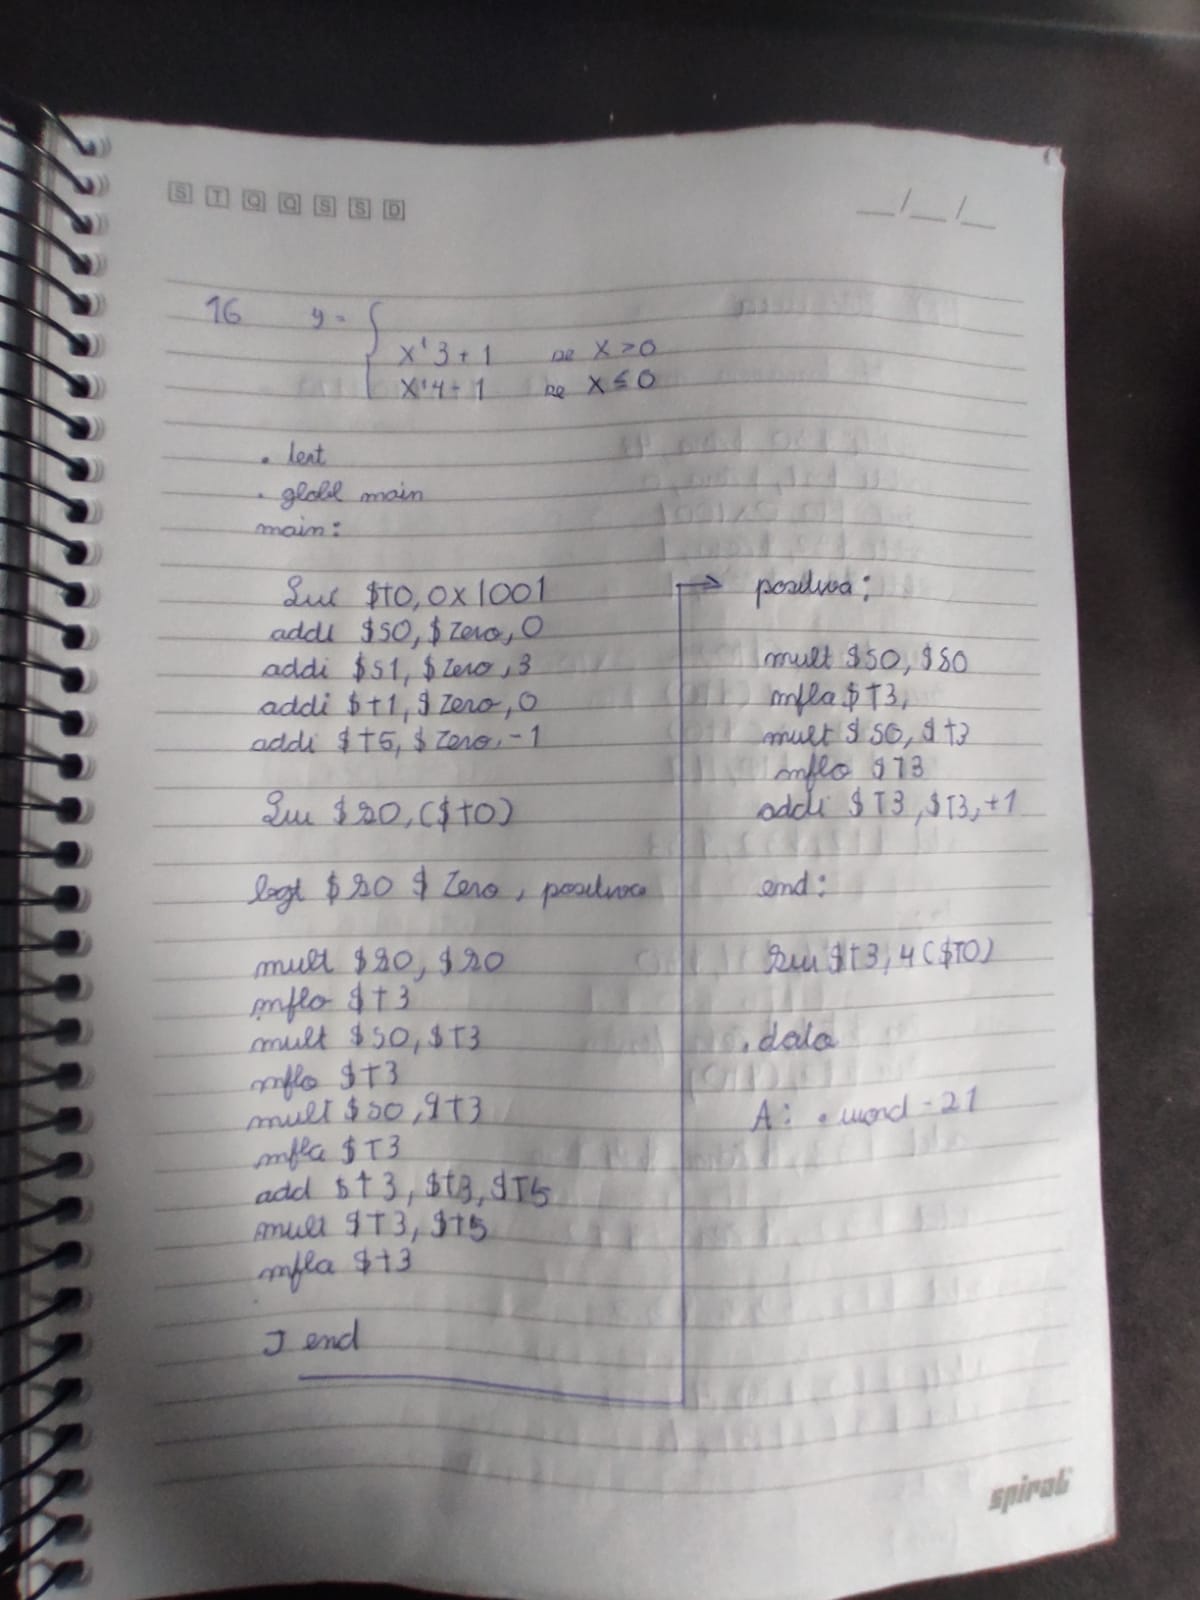 S T Q Q S S D
__/__/__
16 y = {
x'3 + 1 se x > 0
x'4 - 1 se x ≤ 0
. text
. globl main
main:
Lui $t0, 0x1001
addi $s0, $zero, 0
addi $s1, $zero, 3
addi $t1, $zero, 0
addi $t5, $zero, -1
$s0, ($t0)
bgt $s0 $zero, positivo
mult $s0, $s0
mflo $t3
mult $s0, $t3
mflo $t3
mult $s0, $t3
mflo $t3
add $t3, $t3, $t5
mult $t3, $t5
mflo $t3
J end
positivo:
mult $s0, $s0
mflo $t3,
mult $s0, $t3
mflo $t3
addi $t3, $t3, +1
end:
$t3, 4($t0)
.data
A: .word -21
spiral